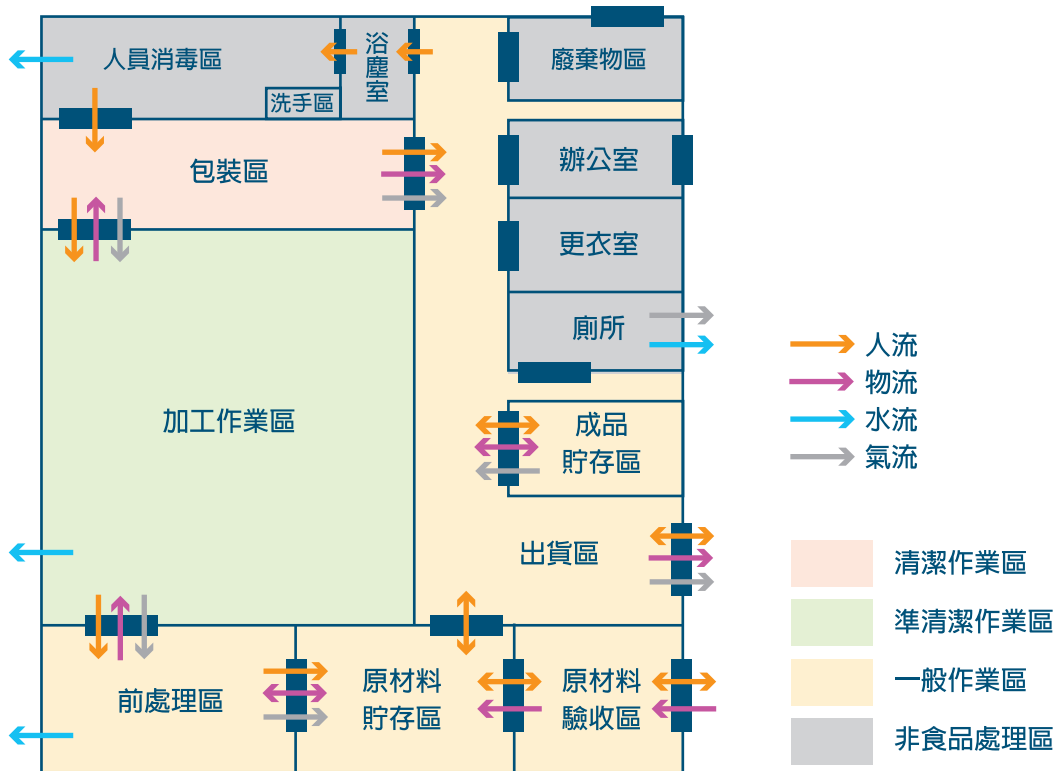 人員消毒區
浴塵室
洗手區
廢棄物區
包裝區
辦公室
更衣室
廁所
加工作業區
成品
貯存區
出貨區
前處理區
原材料
貯存區
原材料
驗收區
人流
物流
水流
氣流
清潔作業區
準清潔作業區
一般作業區
非食品處理區